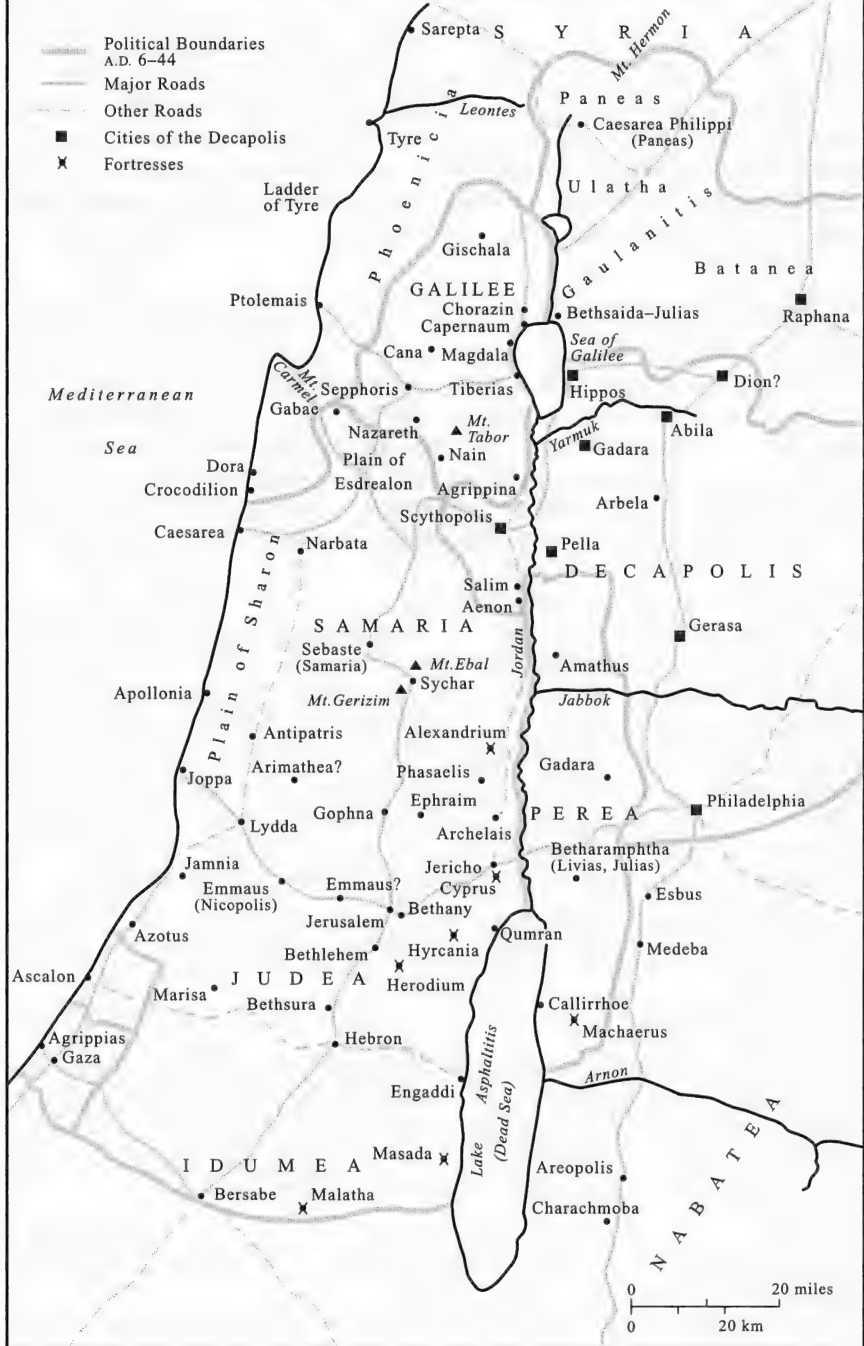 Political Boundaries
A.D. 6–44
Major Roads
Other Roads
Cities of the Decapolis
Fortresses
Sarepta
SYRIA
Mt. Hermon
Paneas
Leontes
Caesarea Philippi
(Paneas)
Tyre
Phoenicia
Ladder
of Tyre
Ulatha
Gaulanitis
Gischala
Batanea
GALILEE
Ptolemais
Chorazin
Bethsaida–Julias
Raphana
Capernaum
Sea of
Galilee
Cana
Magdala
Mt.
Carmel
Mediterranean
Sea
Sepphoris
Tiberias
Hippos
Dion?
Gabae
Nazareth
Mt.
Tabor
Yarmuk
Abila
Gadara
Nain
Plain of
Esdrealon
Dora
Crocodilion
Agrippina
Arbela
Scythopolis
Caesarea
Narbata
Pella
DECAPOLIS
Plain of Sharon
Salim
Aenon
SAMARIA
Gerasa
Sebaste
(Samaria)
Mt.Ebal
Jordan
Amathus
Sychar
Apollonia
Mt.Gerizim
Jabbok
Antipatris
Alexandrium
Joppa
Arimathea?
Phasaelis
Gadara
Gophna
Ephraim
PEREA
Philadelphia
Lydda
Archelais
Jamnia
Jericho
Betharamphtha
(Livias, Julias)
Emmaus
(Nicopolis)
Emmaus?
Cyprus
Esbus
Jerusalem
Bethany
Azotus
Qumran
Bethlehem
Hyrcania
Medeba
Ascalon
JUDEA
Herodium
Marisa
Bethsura
Callirrhoe
Machaerus
Agrippias
Hebron
Gaza
Arnon
Engaddi
Lake Asphaltitis
(Dead Sea)
NABATEA
Masada
IDUMEA
Areopolis
Bersabe
Malatha
Charachmoba
0 20 miles
0 20 km